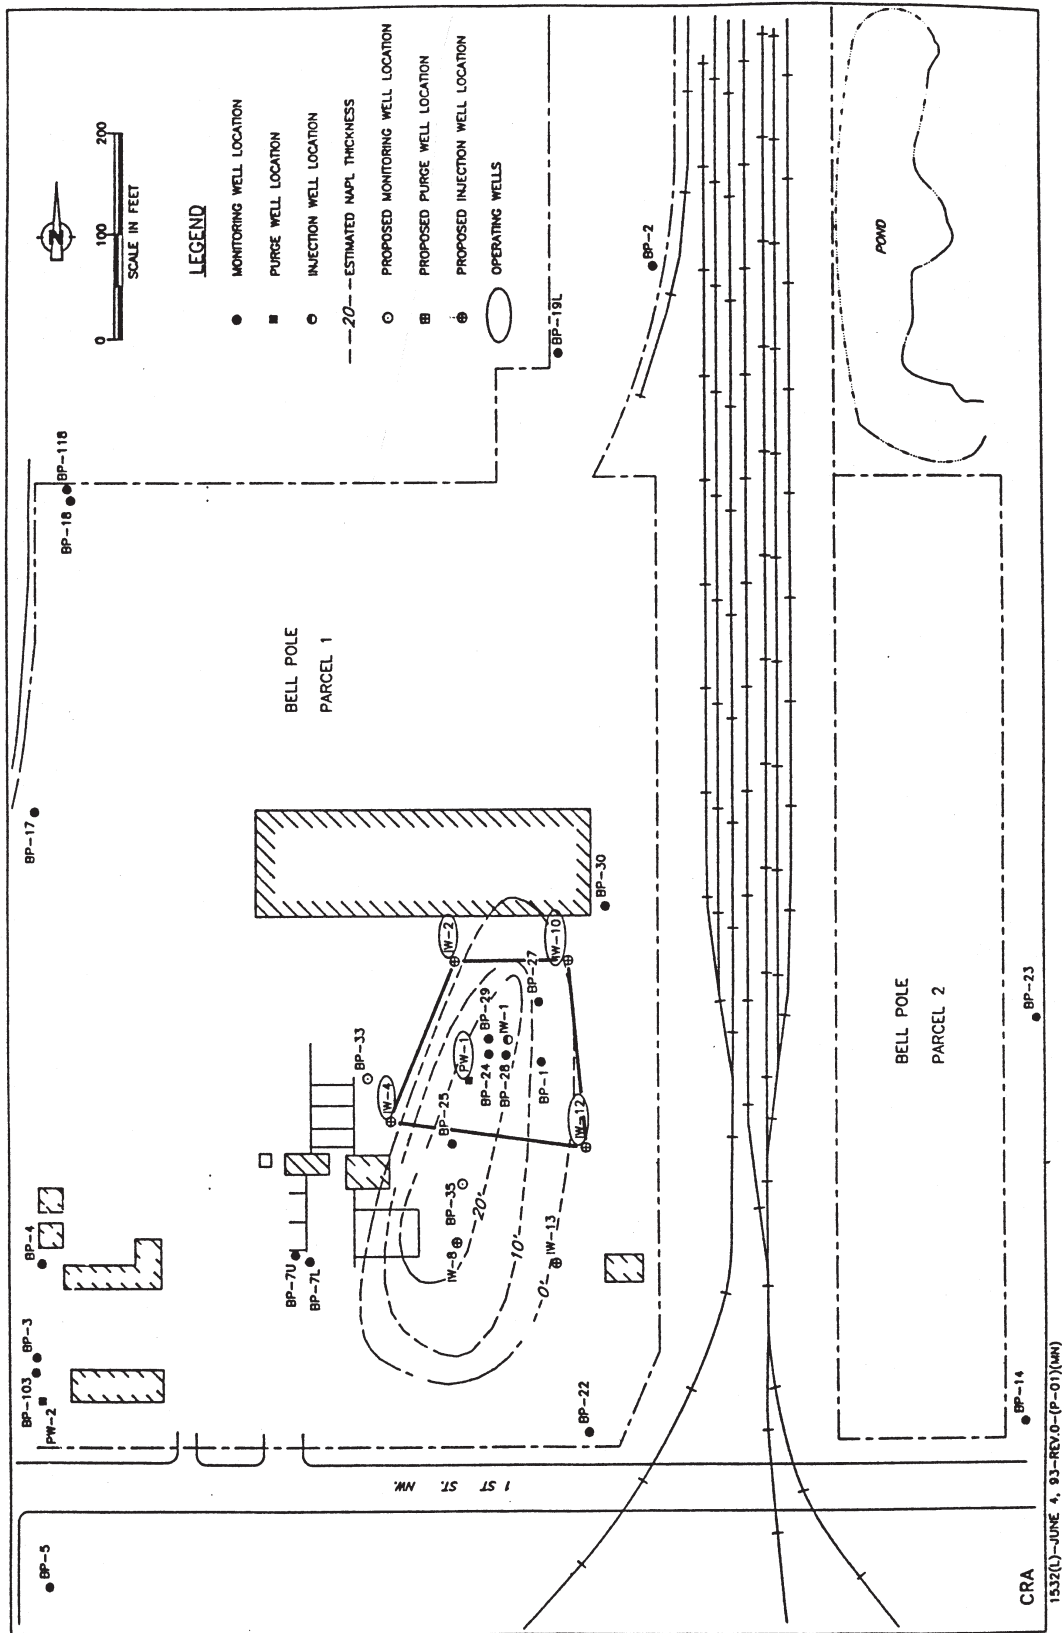 0 100 200
SCALE IN FEET
N
LEGEND
MONITORING WELL LOCATION
PURGE WELL LOCATION
INJECTION WELL LOCATION
—20— ESTIMATED NAPL THICKNESS
PROPOSED MONITORING WELL LOCATION
PROPOSED PURGE WELL LOCATION
PROPOSED INJECTION WELL LOCATION
OPERATING WELLS
BP-5
PW-2
BP-103
BP-3
BP-4
BP-17
BP-18
BP-118
BP-7U
BP-7L
BELL POLE
PARCEL 1
BP-33
IW-4
IW-2
PW-1
BP-25
BP-24
BP-29
BP-28
IW-1
BP-27
BP-1
IW-10
IW-12
BP-35
IW-8
IW-13
20'
10'
0'
BP-30
BP-22
BP-19L
BP-2
1 ST ST. NW.
POND
BELL POLE
PARCEL 2
BP-23
BP-14
CRA
1532(L)-JUNE 4, 93-REV.0-(P-01)(MN)